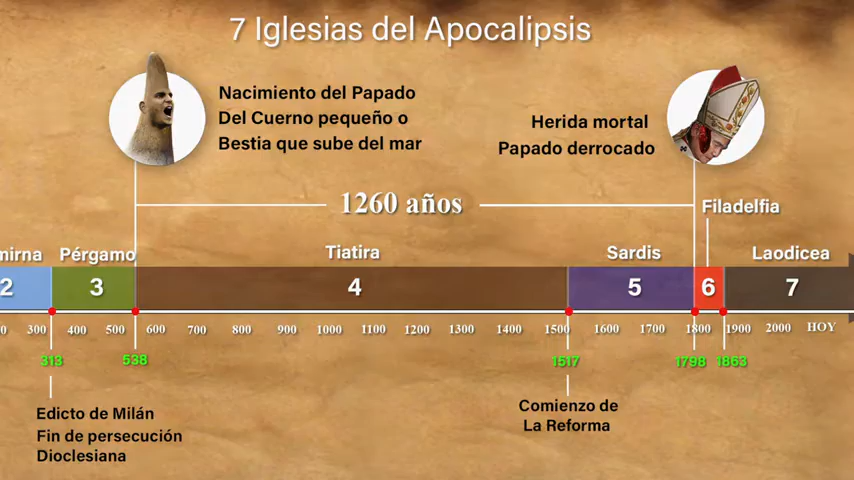 7 Iglesias del Apocalipsis
Nacimiento del Papado
Del Cuerno pequeño o
Bestia que sube del mar
Herida mortal
Papado derrocado
1260 años
Filadelfia
mirna Pérgamo Tiatira Sardis Laodicea
2 3 4 5 6 7
0 300 400 500 600 700 800 900 1000 1100 1200 1300 1400 1500 1600 1700 1800 1900 2000 HOY
313 538 1517 1798 1863
Edicto de Milán
Fin de persecución
Dioclesiana
Comienzo de
La Reforma